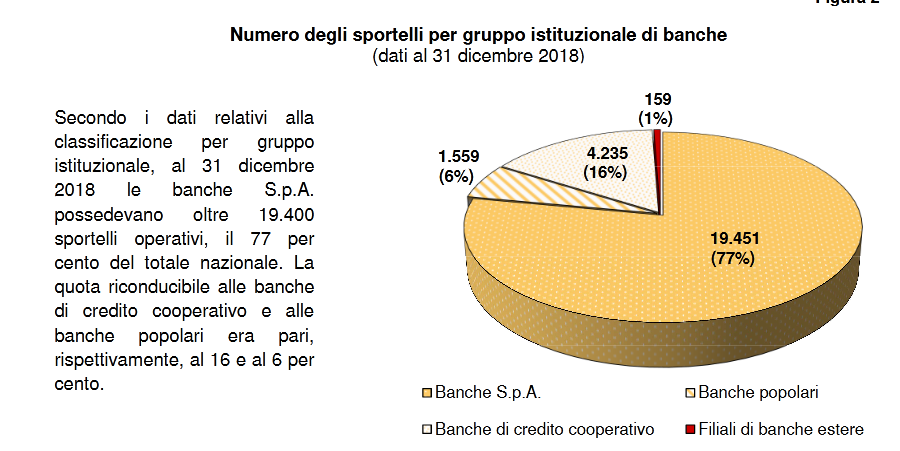 Figura 2
Numero degli sportelli per gruppo istituzionale di banche
(dati al 31 dicembre 2018)
Secondo i dati relativi alla
classificazione per gruppo
istituzionale, al 31 dicembre
2018 le banche S.p.A.
possedevano oltre 19.400
sportelli operativi, il 77 per
cento del totale nazionale. La
quota riconducibile alle banche
di credito cooperativo e alle
banche popolari era pari,
rispettivamente, al 16 e al 6 per
cento.
159
(1%)
4.235
(16%)
1.559
(6%)
19.451
(77%)
Banche S.p.A.
Banche popolari
Banche di credito cooperativo
Filiali di banche estere